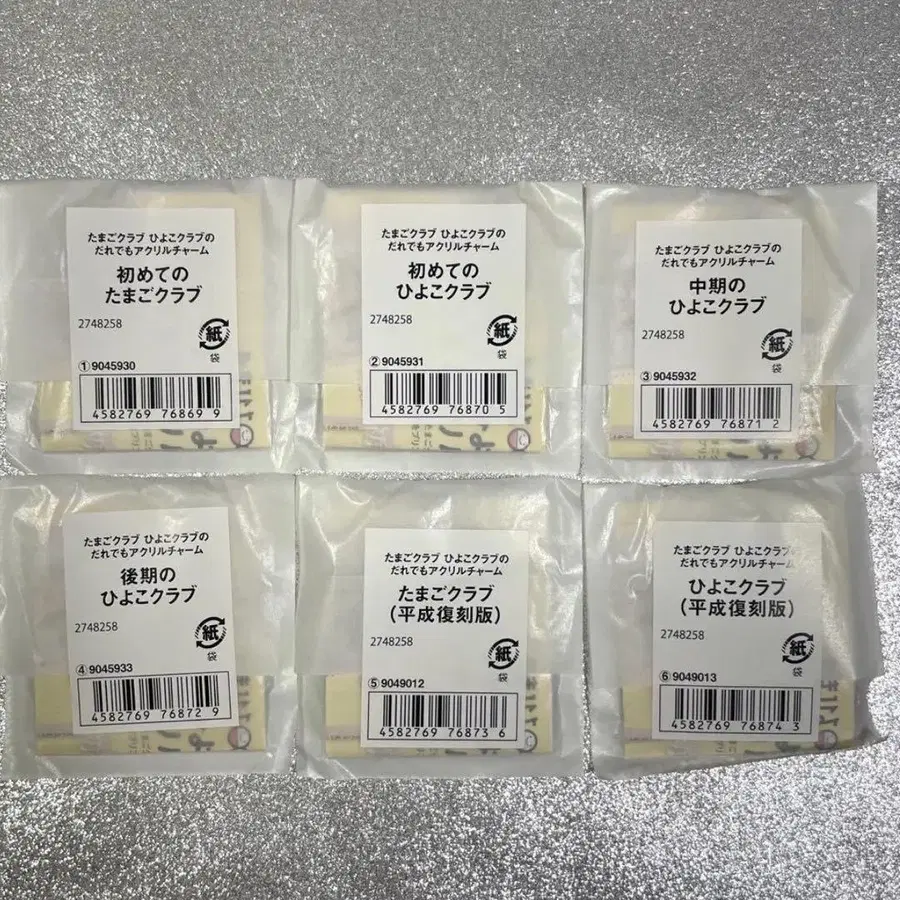 たまごクラブ ひよこクラブの
だれでもアクリルチャーム
初めての
たまごクラブ
2748258
紙
袋
①9045930
4582769 768699
たまごクラブ ひよこクラブの
だれでもアクリルチャーム
初めての
ひよこクラブ
2748258
紙
袋
②9045931
4582769 768705
たまごクラブ ひよこクラブの
だれでもアクリルチャーム
中期の
ひよこクラブ
2748258
紙
袋
③9045932
4582769 768712
たまごクラブ ひよこクラブの
だれでもアクリルチャーム
後期の
ひよこクラブ
2748258
紙
袋
④9045933
4582769 768729
たまごクラブ ひよこクラブの
だれでもアクリルチャーム
たまごクラブ
(平成復刻版)
2748258
紙
袋
⑤9049012
4582769 768736
たまごクラブ ひよこクラブの
だれでもアクリルチャーム
ひよこクラブ
(平成復刻版)
2748258
紙
袋
⑥9049013
4582769 768743